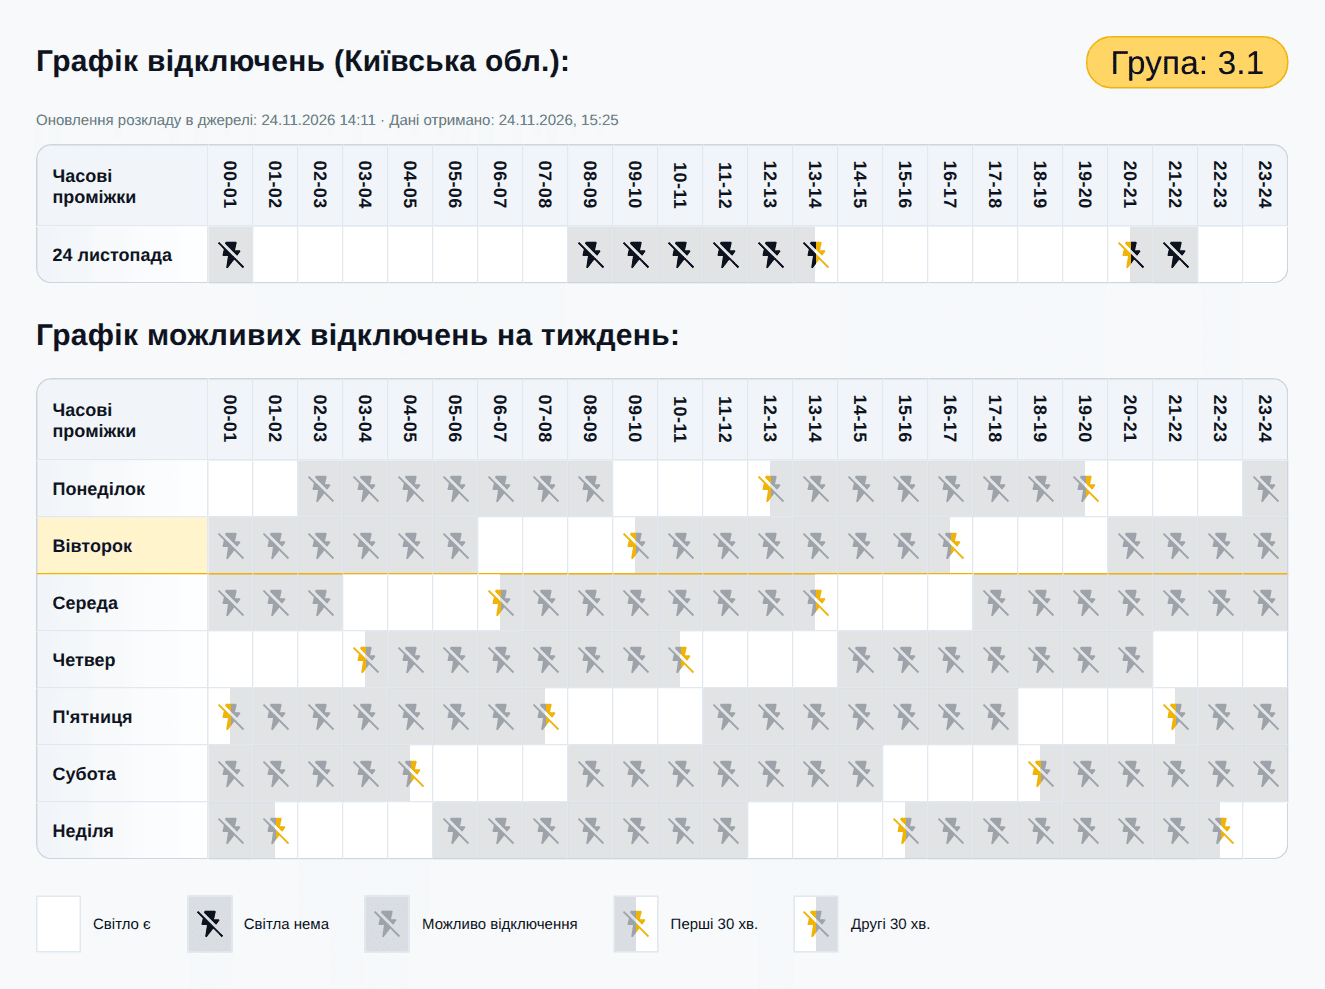 Графік відключень (Київська обл.):
Група: 3.1
Оновлення розкладу в джерелі: 24.11.2026 14:11 · Дані отримано: 24.11.2026, 15:25
Часові
проміжки
00-01 01-02 02-03 03-04 04-05 05-06 06-07 07-08 08-09 09-10 10-11 11-12 12-13 13-14 14-15 15-16 16-17 17-18 18-19 19-20 20-21 21-22 22-23 23-24
24 листопада
Графік можливих відключень на тиждень:
Часові
проміжки
00-01 01-02 02-03 03-04 04-05 05-06 06-07 07-08 08-09 09-10 10-11 11-12 12-13 13-14 14-15 15-16 16-17 17-18 18-19 19-20 20-21 21-22 22-23 23-24
Понеділок
Вівторок
Середа
Четвер
П'ятниця
Субота
Неділя
Світло є
Світла нема
Можливо відключення
Перші 30 хв.
Другі 30 хв.